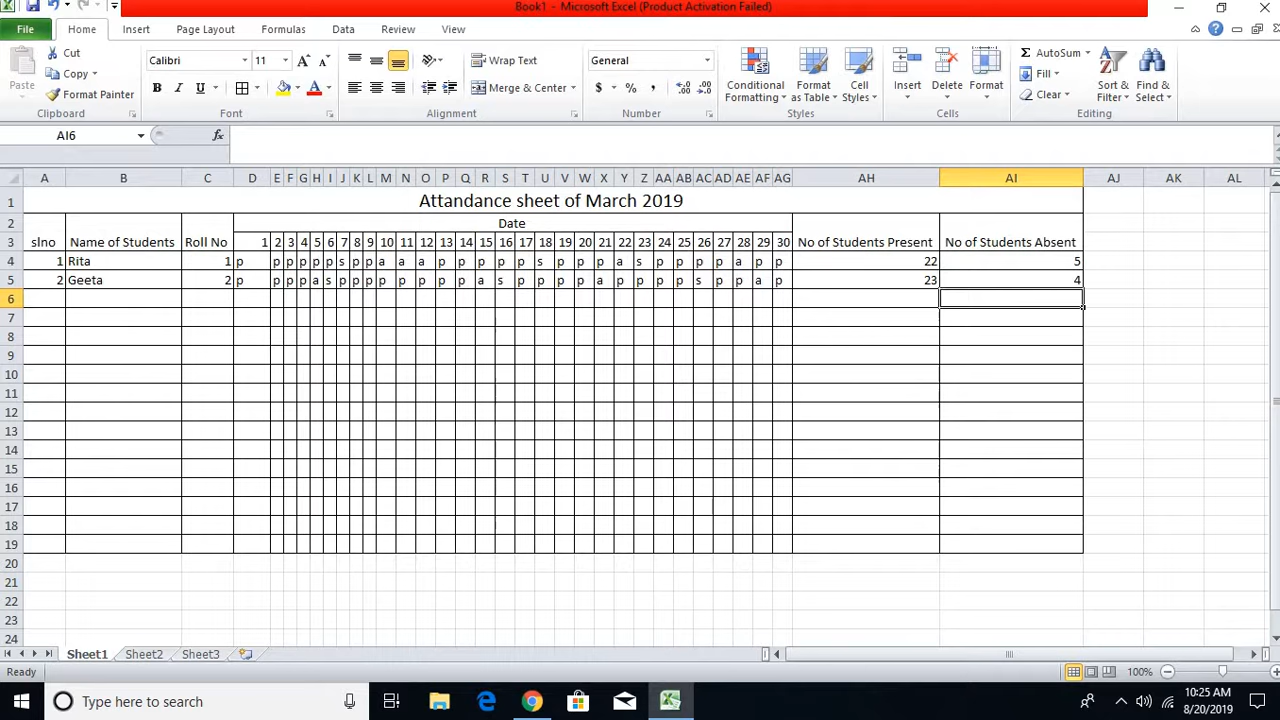 Book1 - Microsoft Excel (Product Activation Failed)
File Home Insert Page Layout Formulas Data Review View
Cut
Copy
Format Painter
Paste
Clipboard
Calibri 11
B I U A
Font
Wrap Text
Merge & Center
Alignment
General
$ % ,
Number
Conditional Formatting
Format as Table
Cell Styles
Styles
Insert Delete Format
Cells
Σ AutoSum
Fill
Clear
Sort & Filter
Find & Select
Editing
AI6 fx
A B C D E F G H I J K L M N O P Q R S T U V W X Y Z AA AB AC AD AE AF AG AH AI AJ AK AL
1 Attandance sheet of March 2019
2 Date
3 slno Name of Students Roll No 1 2 3 4 5 6 7 8 9 10 11 12 13 14 15 16 17 18 19 20 21 22 23 24 25 26 27 28 29 30 No of Students Present No of Students Absent
4 1 Rita 1 p p p p p p s p p a a a p p p p p s p p p a s p p p p a p p 22 5
5 2 Geeta 2 p p p p a s p p p p p p p p a s p p p p a p p p p s p p a p 23 4
6
7
8
9
10
11
12
13
14
15
16
17
18
19
20
21
22
23
24
Sheet1 Sheet2 Sheet3
Ready 100%
Type here to search
10:25 AM
8/20/2019